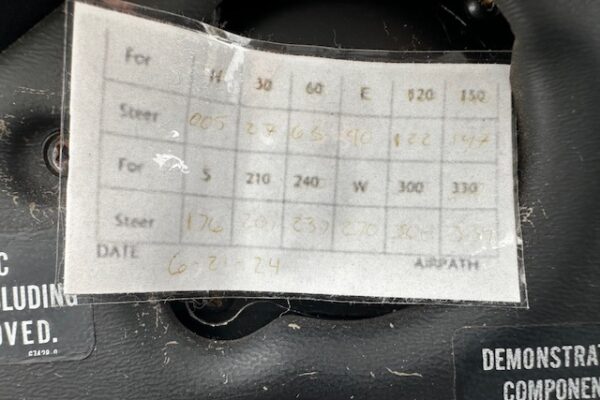 For N 30 60 E 120 150
Steer 005 27 63 90 122 147
For S 210 240 W 300 330
Steer 176 237 270
DATE 6-21-24 AIRPATH
C
LUDING
OVED.
DEMONSTRAT
COMPONEN